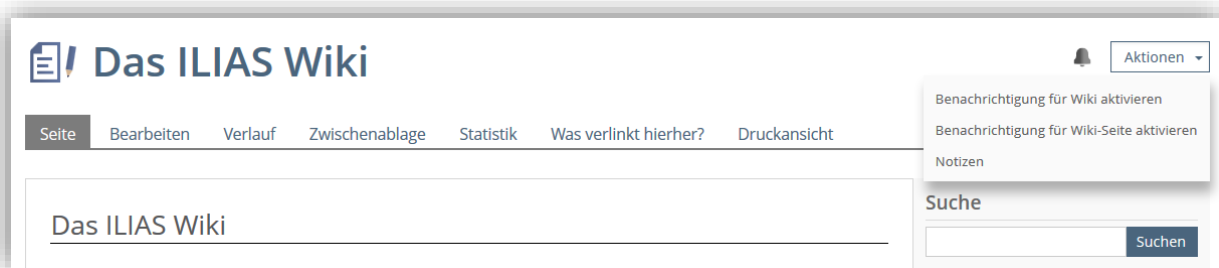 Das ILIAS Wiki
Aktionen
Benachrichtigung für Wiki aktivieren
Benachrichtigung für Wiki-Seite aktivieren
Notizen
Seite Bearbeiten Verlauf Zwischenablage Statistik Was verlinkt hierher? Druckansicht
Das ILIAS Wiki
Suche
Suchen